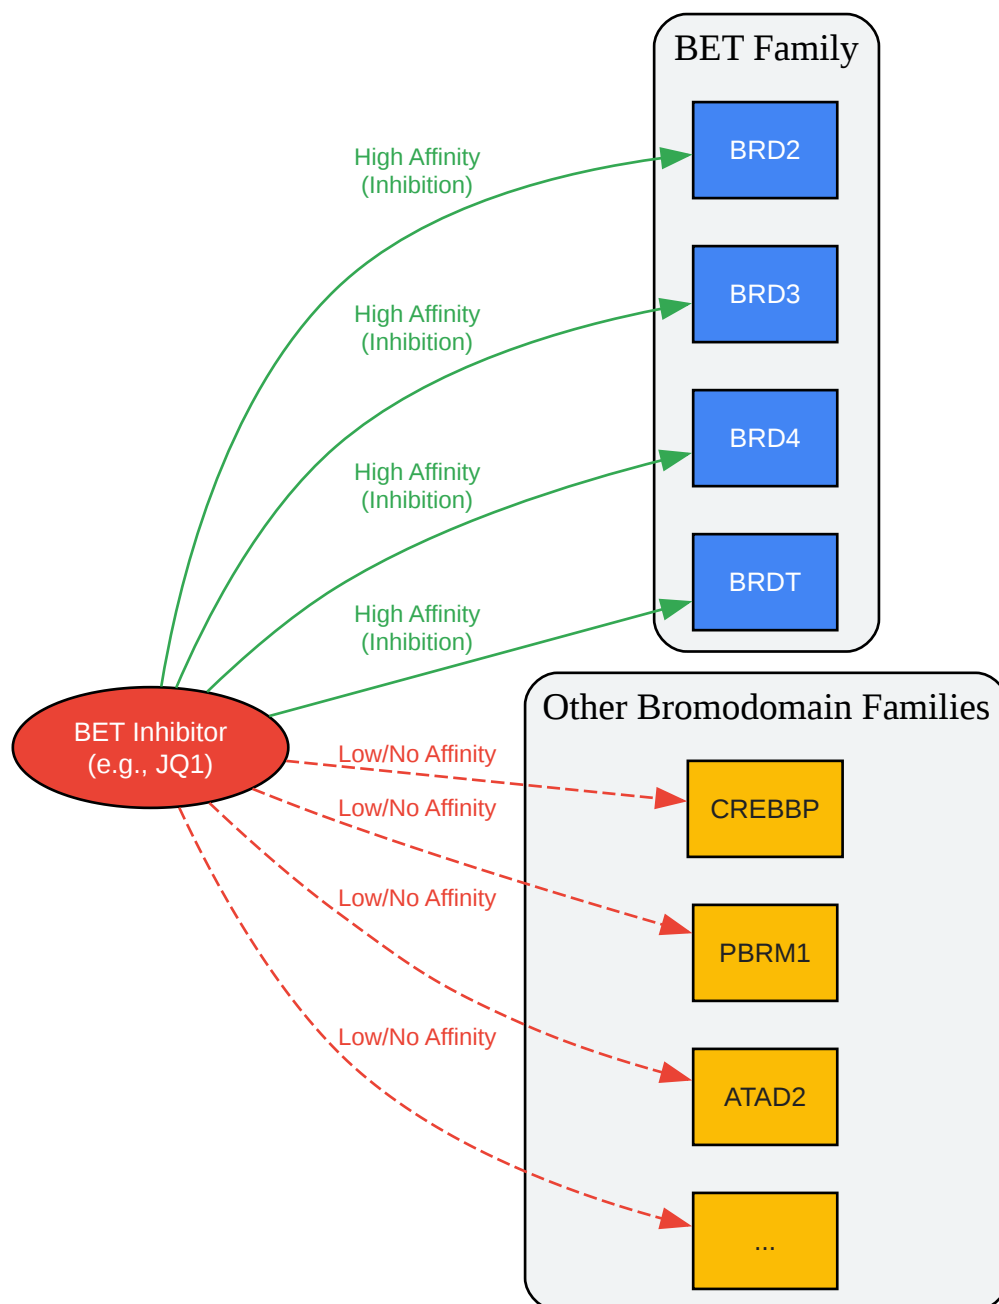 BET Family
BRD2
High Affinity
(Inhibition)
BRD3
High Affinity
(Inhibition)
BRD4
High Affinity
(Inhibition)
BRDT
High Affinity
(Inhibition)
BET Inhibitor
(e.g., JQ1)
Other Bromodomain Families
Low/No Affinity
CREBBP
Low/No Affinity
PBRM1
Low/No Affinity
ATAD2
Low/No Affinity
...